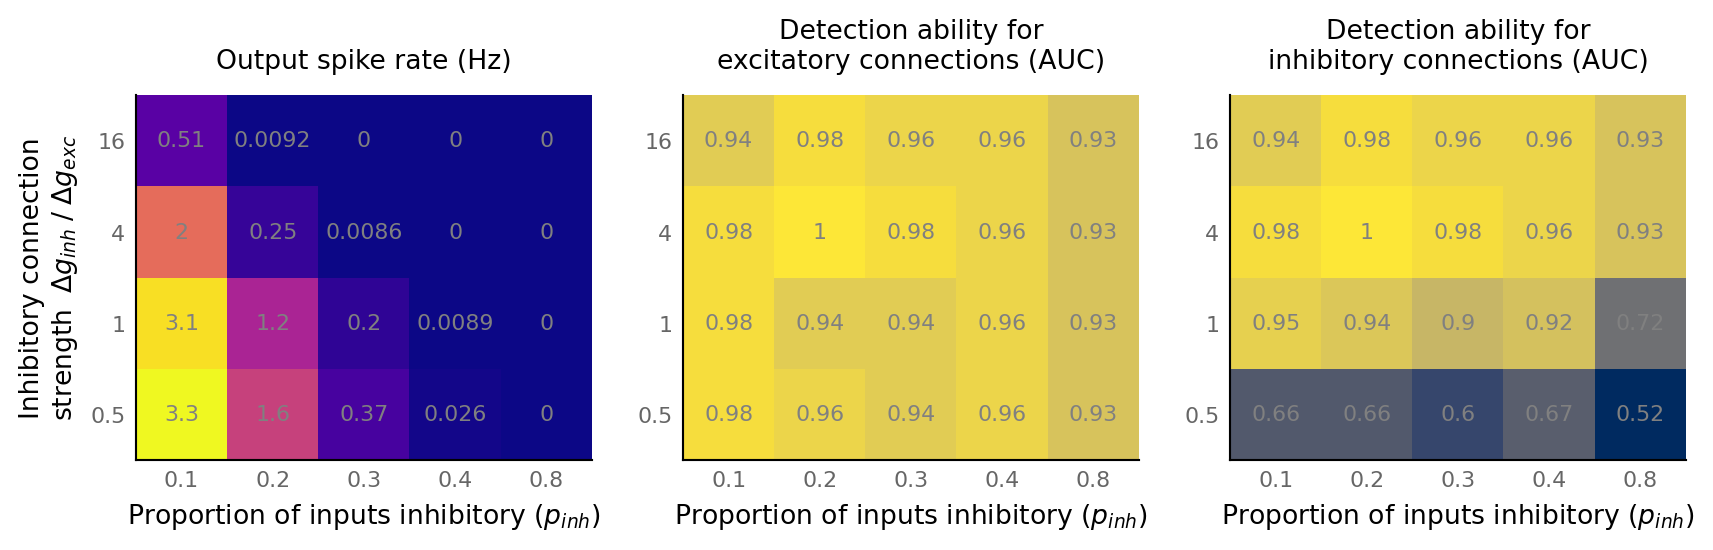 Output spike rate (Hz)
Inhibitory connection
strength Δg_inh / Δg_exc
16 0.51 0.0092 0 0 0
4 2 0.25 0.0086 0 0
1 3.1 1.2 0.2 0.0089 0
0.5 3.3 1.6 0.37 0.026 0
0.1 0.2 0.3 0.4 0.8
Proportion of inputs inhibitory (p_inh)
Detection ability for
excitatory connections (AUC)
16 0.94 0.98 0.96 0.96 0.93
4 0.98 1 0.98 0.96 0.93
1 0.98 0.94 0.94 0.96 0.93
0.5 0.98 0.96 0.94 0.96 0.93
0.1 0.2 0.3 0.4 0.8
Proportion of inputs inhibitory (p_inh)
Detection ability for
inhibitory connections (AUC)
16 0.94 0.98 0.96 0.96 0.93
4 0.98 1 0.98 0.96 0.93
1 0.95 0.94 0.9 0.92 0.72
0.5 0.66 0.66 0.6 0.67 0.52
0.1 0.2 0.3 0.4 0.8
Proportion of inputs inhibitory (p_inh)